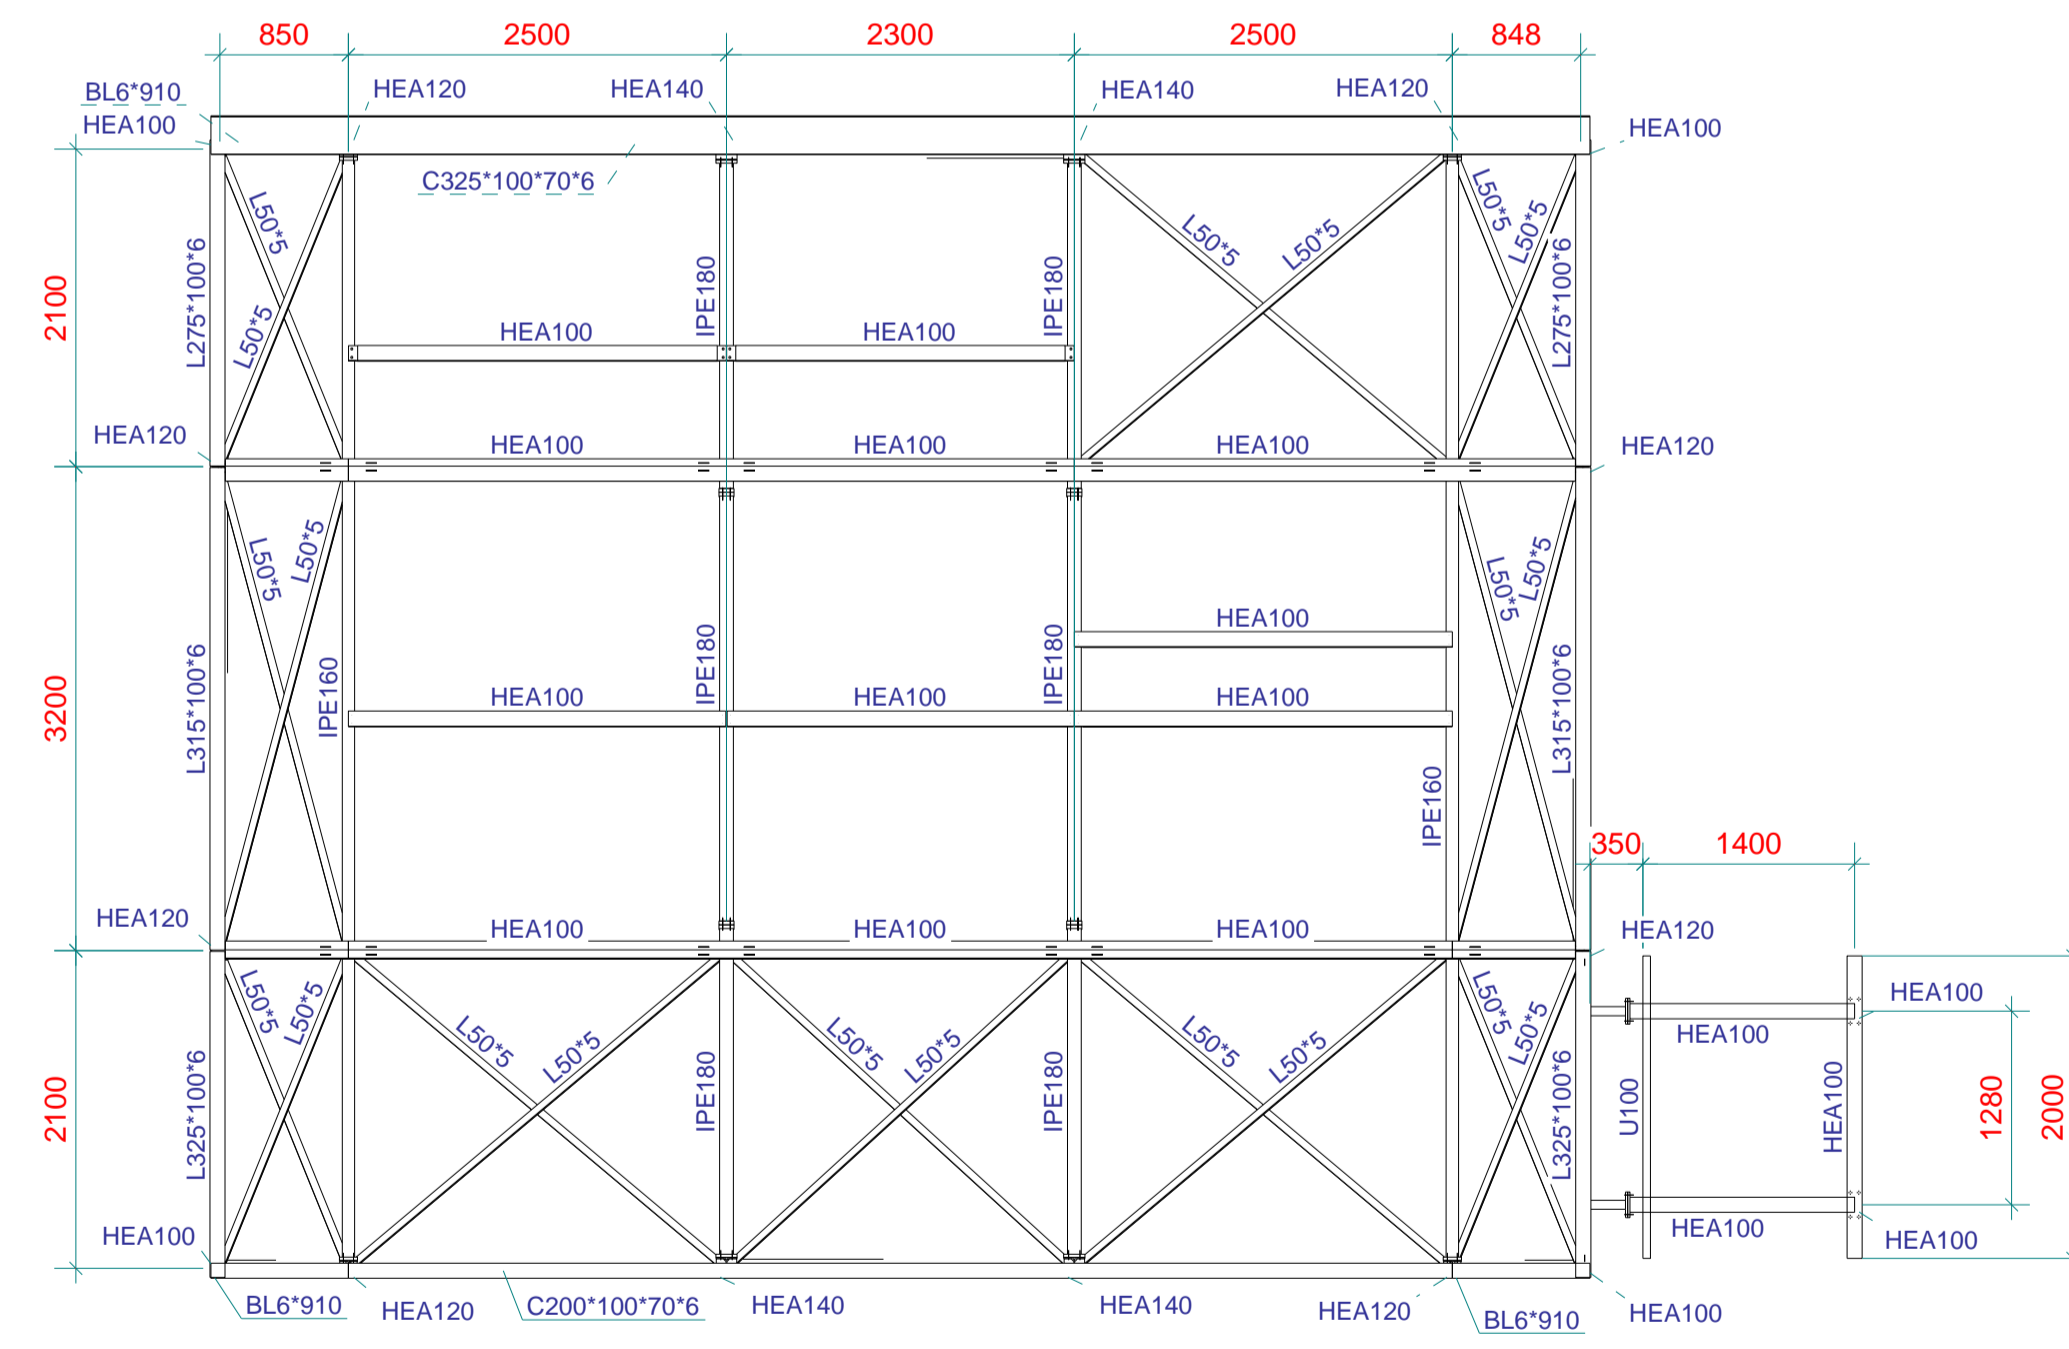 850 2500 2300 2500 848
BL6*910 HEA120 HEA140 HEA140 HEA120
HEA100 HEA100
C325*100*70*6
L50*5 L50*5 L50*5 L50*5 L50*5 L50*5
L275*100*6 IPE180 IPE180 L275*100*6
2100
HEA100 HEA100
HEA120 HEA100 HEA100 HEA100 HEA120
L50*5 L50*5 L50*5 L50*5
HEA100
3200 L315*100*6 IPE160 IPE180 IPE180 L315*100*6
HEA100 HEA100 HEA100
IPE160
350 1400
HEA120 HEA100 HEA100 HEA100 HEA120
L50*5 L50*5 L50*5 L50*5 L50*5 L50*5 L50*5 L50*5 L50*5 L50*5
HEA100
HEA100
2100 L325*100*6 IPE180 IPE180 L325*100*6 U100 HEA100 1280 2000
HEA100 HEA100 HEA100
BL6*910 HEA120 C200*100*70*6 HEA140 HEA140 HEA120 BL6*910 HEA100